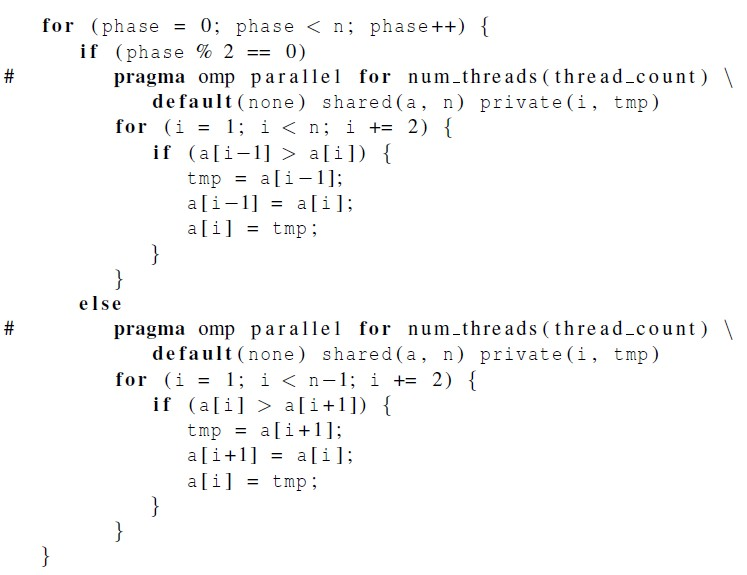 for (phase = 0; phase < n; phase++) {
   if (phase % 2 == 0)
#     pragma omp parallel for num_threads(thread_count) \
         default(none) shared(a, n) private(i, tmp)
      for (i = 1; i < n; i += 2) {
         if (a[i-1] > a[i]) {
            tmp = a[i-1];
            a[i-1] = a[i];
            a[i] = tmp;
         }
      }
   else
#     pragma omp parallel for num_threads(thread_count) \
         default(none) shared(a, n) private(i, tmp)
      for (i = 1; i < n-1; i += 2) {
         if (a[i] > a[i+1]) {
            tmp = a[i+1];
            a[i+1] = a[i];
            a[i] = tmp;
         }
      }
}